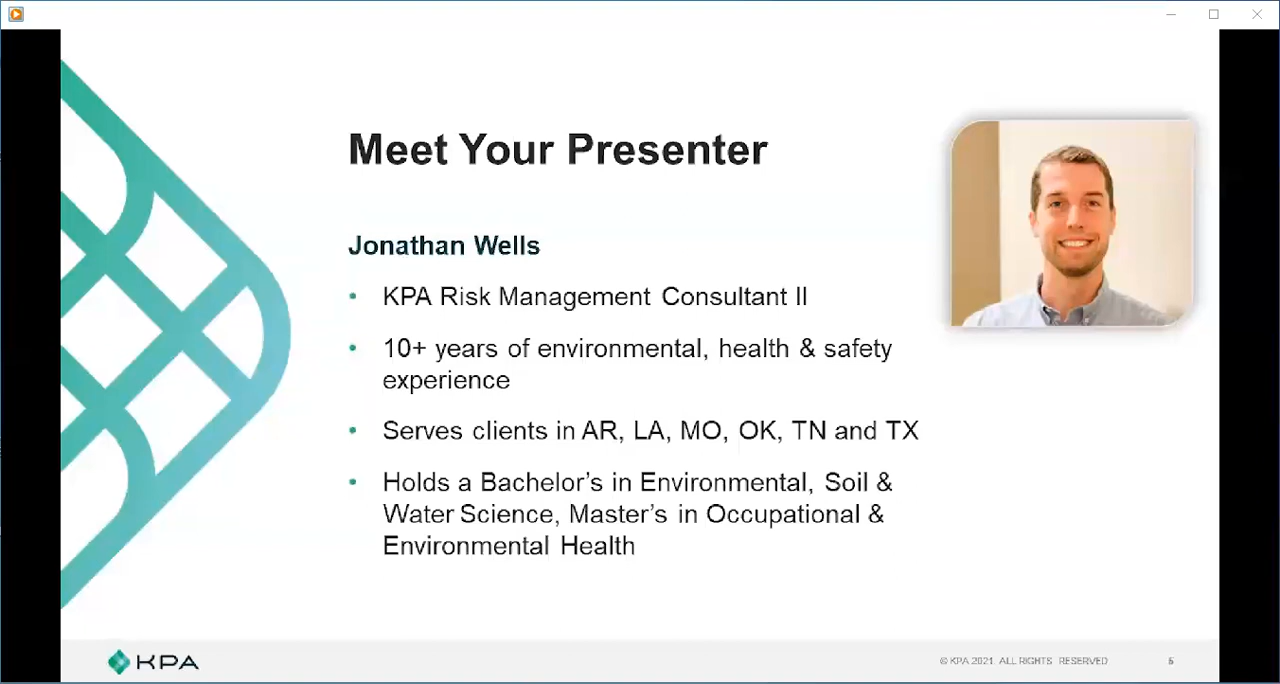 Meet Your Presenter
Jonathan Wells
• KPA Risk Management Consultant II
• 10+ years of environmental, health & safety
experience
• Serves clients in AR, LA, MO, OK, TN and TX
• Holds a Bachelor’s in Environmental, Soil &
Water Science, Master’s in Occupational &
Environmental Health
KPA
© KPA 2021. ALL RIGHTS RESERVED
5